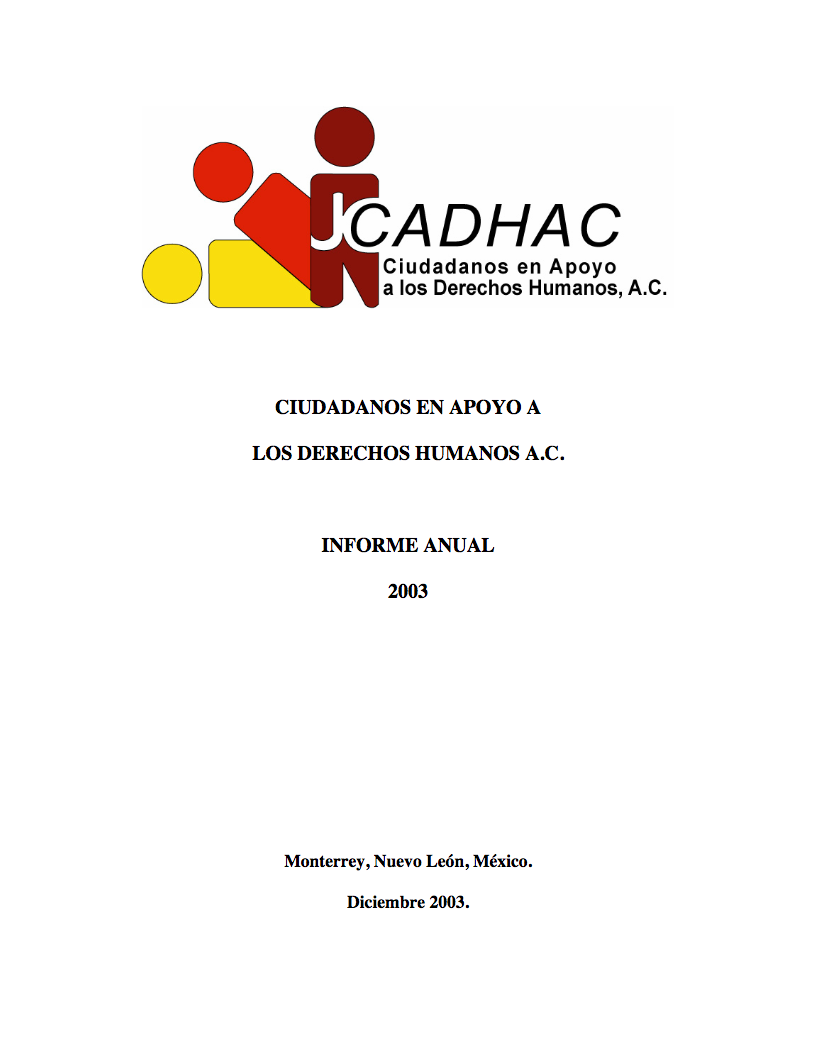 CADHAC
Ciudadanos en Apoyo
a los Derechos Humanos, A.C.
CIUDADANOS EN APOYO A
LOS DERECHOS HUMANOS A.C.
INFORME ANUAL
2003
Monterrey, Nuevo León, México.
Diciembre 2003.